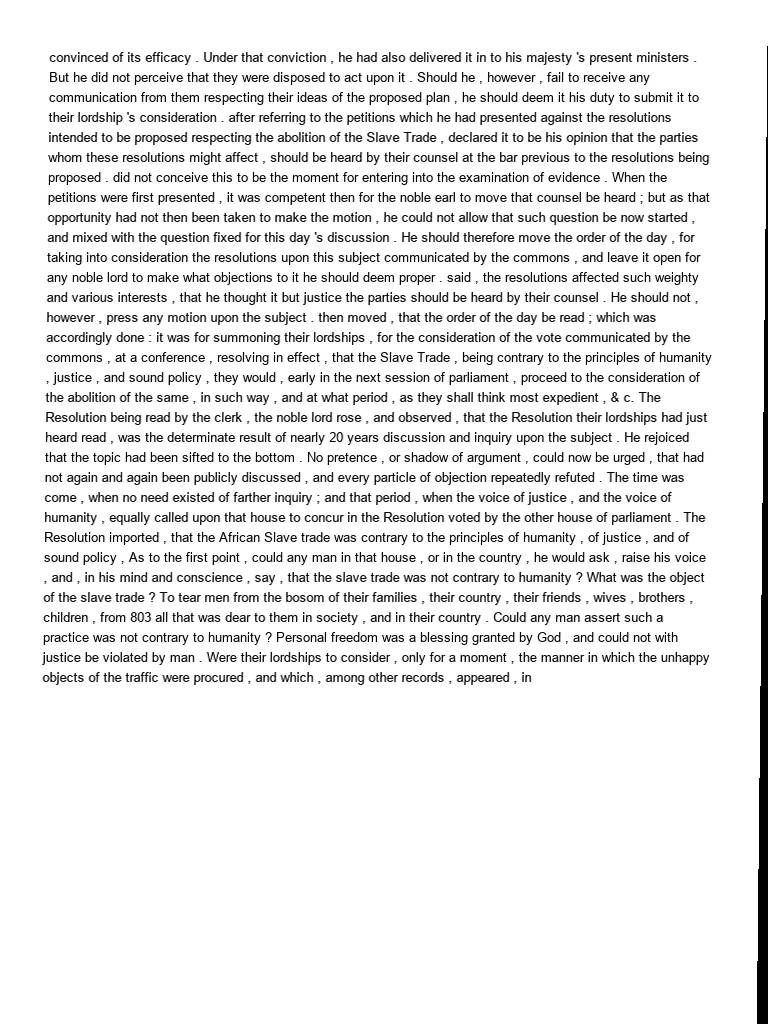 convinced of its efficacy . Under that conviction , he had also delivered it in to his majesty 's present ministers .
But he did not perceive that they were disposed to act upon it . Should he , however , fail to receive any
communication from them respecting their ideas of the proposed plan , he should deem it his duty to submit it to
their lordship 's consideration . after referring to the petitions which he had presented against the resolutions
intended to be proposed respecting the abolition of the Slave Trade , declared it to be his opinion that the parties
whom these resolutions might affect , should be heard by their counsel at the bar previous to the resolutions being
proposed . did not conceive this to be the moment for entering into the examination of evidence . When the
petitions were first presented , it was competent then for the noble earl to move that counsel be heard ; but as that
opportunity had not then been taken to make the motion , he could not allow that such question be now started ,
and mixed with the question fixed for this day 's discussion . He should therefore move the order of the day , for
taking into consideration the resolutions upon this subject communicated by the commons , and leave it open for
any noble lord to make what objections to it he should deem proper . said , the resolutions affected such weighty
and various interests , that he thought it but justice the parties should be heard by their counsel . He should not ,
however , press any motion upon the subject . then moved , that the order of the day be read ; which was
accordingly done : it was for summoning their lordships , for the consideration of the vote communicated by the
commons , at a conference , resolving in effect , that the Slave Trade , being contrary to the principles of humanity
, justice , and sound policy , they would , early in the next session of parliament , proceed to the consideration of
the abolition of the same , in such way , and at what period , as they shall think most expedient , & c. The
Resolution being read by the clerk , the noble lord rose , and observed , that the Resolution their lordships had just
heard read , was the determinate result of nearly 20 years discussion and inquiry upon the subject . He rejoiced
that the topic had been sifted to the bottom . No pretence , or shadow of argument , could now be urged , that had
not again and again been publicly discussed , and every particle of objection repeatedly refuted . The time was
come , when no need existed of farther inquiry ; and that period , when the voice of justice , and the voice of
humanity , equally called upon that house to concur in the Resolution voted by the other house of parliament . The
Resolution imported , that the African Slave trade was contrary to the principles of humanity , of justice , and of
sound policy , As to the first point , could any man in that house , or in the country , he would ask , raise his voice
, and , in his mind and conscience , say , that the slave trade was not contrary to humanity ? What was the object
of the slave trade ? To tear men from the bosom of their families , their country , their friends , wives , brothers ,
children , from 803 all that was dear to them in society , and in their country . Could any man assert such a
practice was not contrary to humanity ? Personal freedom was a blessing granted by God , and could not with
justice be violated by man . Were their lordships to consider , only for a moment , the manner in which the unhappy
objects of the traffic were procured , and which , among other records , appeared , in